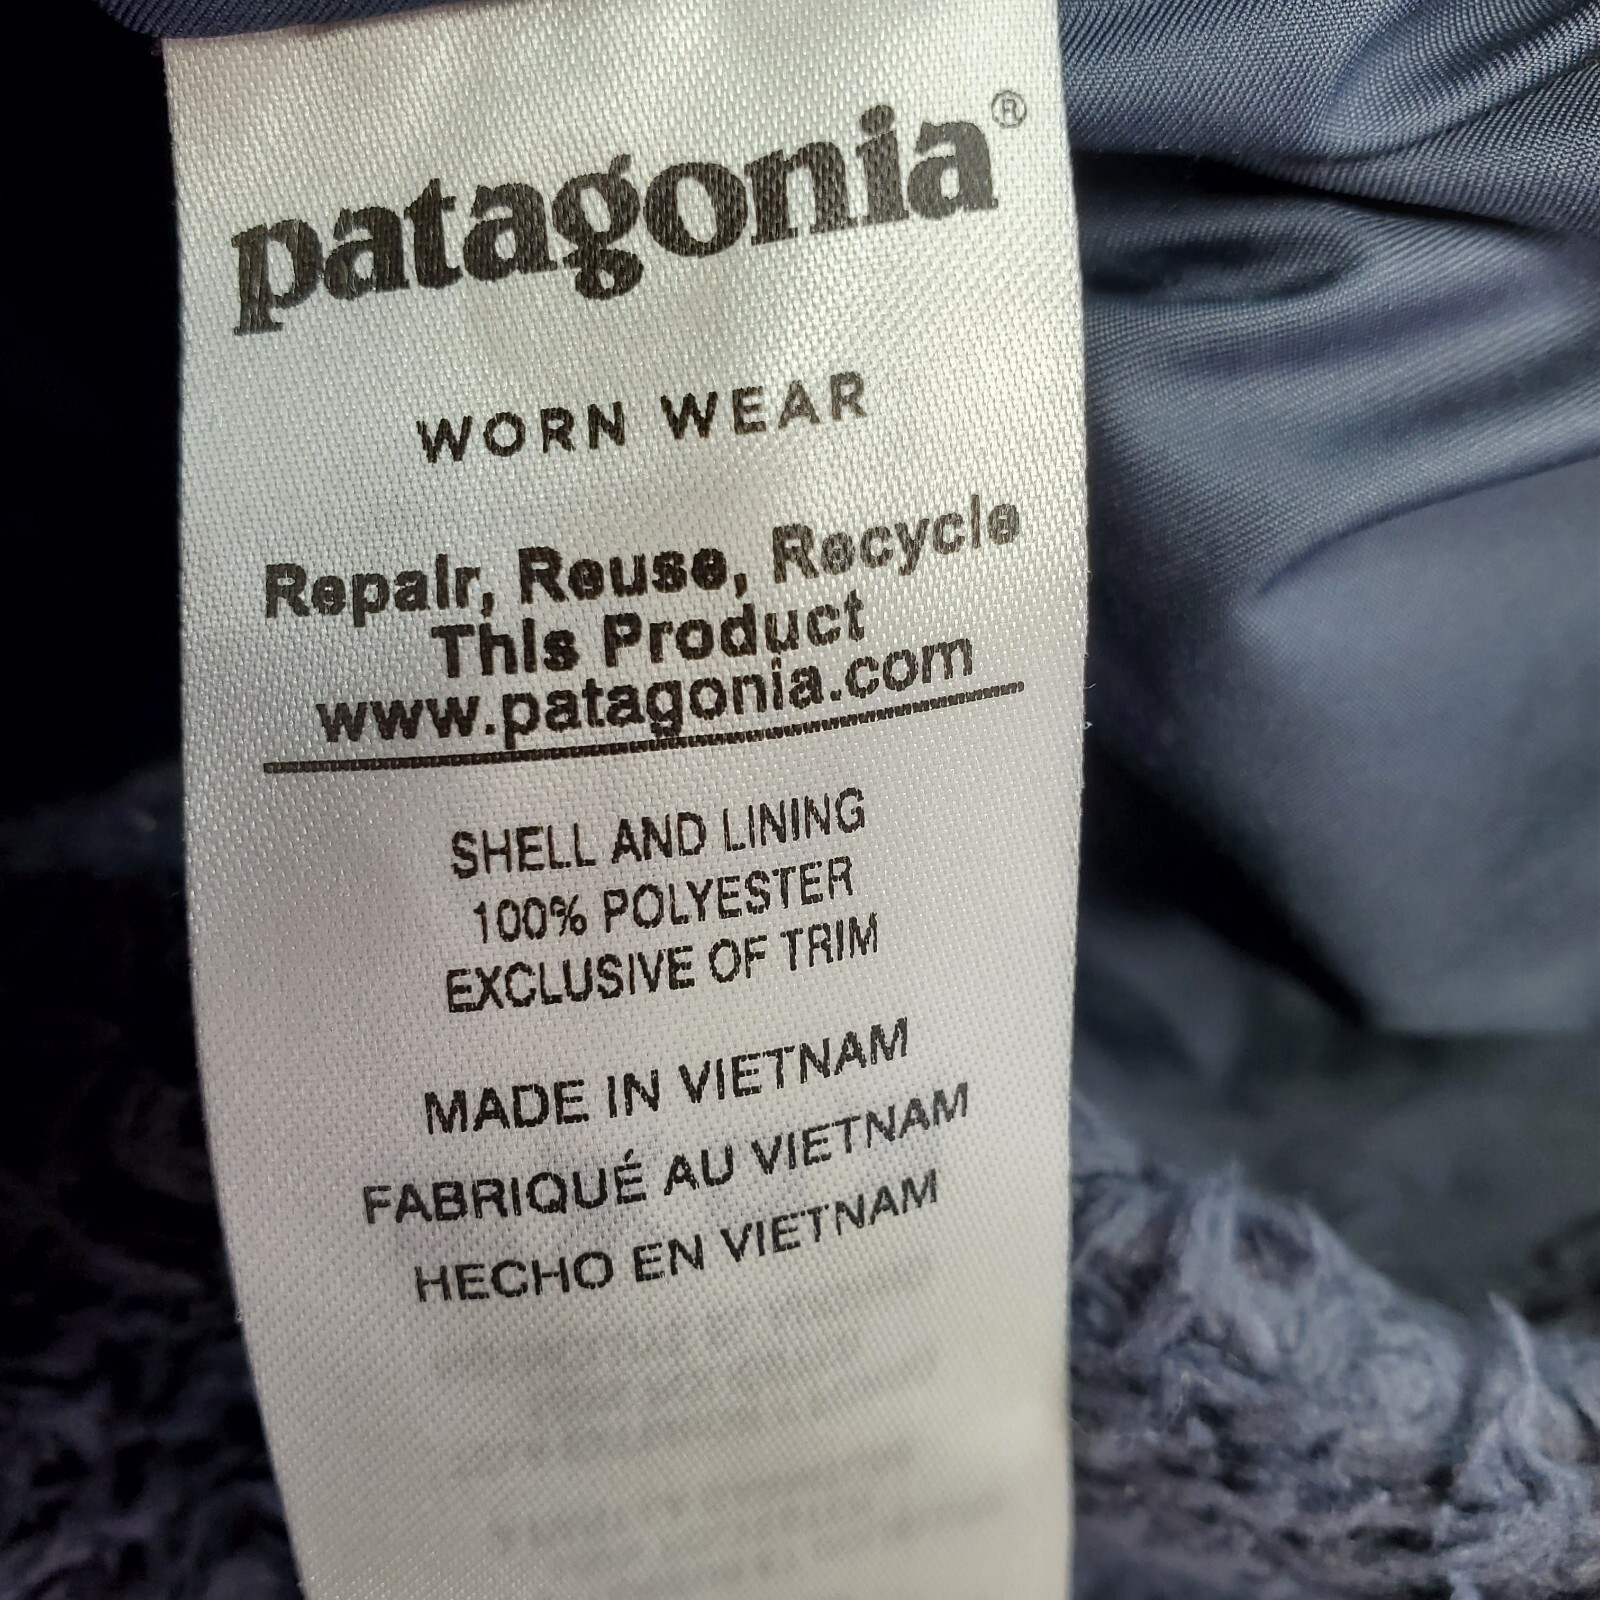 patagonia®
WORN WEAR
Repair, Reuse, Recycle
This Product
www.patagonia.com
SHELL AND LINING
100% POLYESTER
EXCLUSIVE OF TRIM
MADE IN VIETNAM
FABRIQUÉ AU VIETNAM
HECHO EN VIETNAM